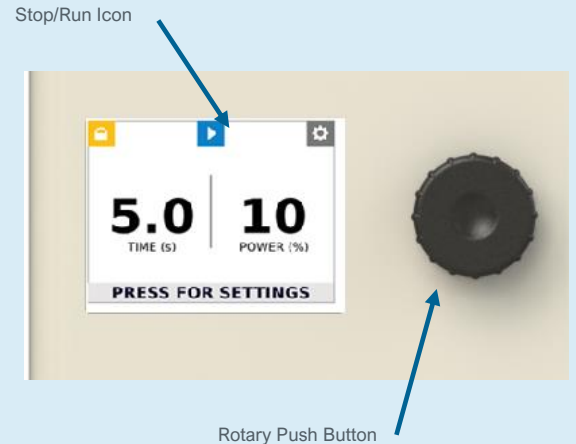 Stop/Run Icon
5.0 10
TIME (s) POWER (%)
PRESS FOR SETTINGS
Rotary Push Button